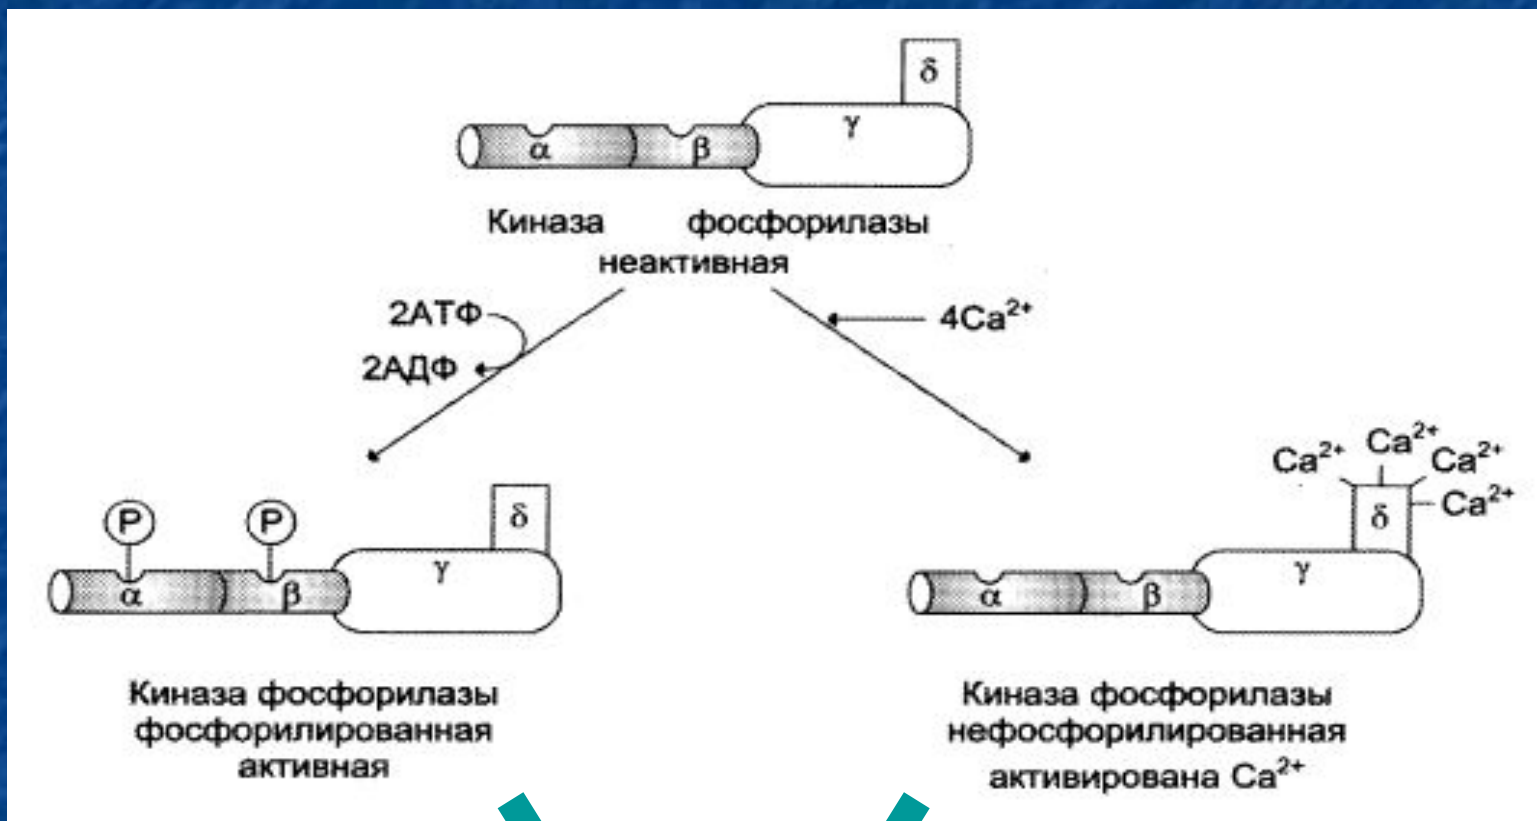 δ
γ
α β
Киназа фосфорилазы
неактивная
2АТФ
4Ca²⁺
2АДФ
Ca²⁺ Ca²⁺ Ca²⁺
Ca²⁺
P P δ
γ
α β
δ
γ
α β
Киназа фосфорилазы
фосфорилированная
активная
Киназа фосфорилазы
нефосфорилированная
активирована Ca²⁺